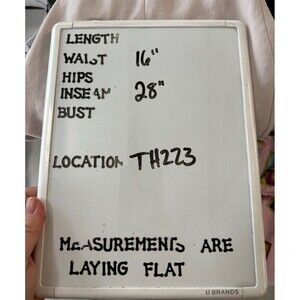 LENGTH
WAIST 16"
HIPS
INSEAM 28"
BUST
LOCATION TH223
MEASUREMENTS ARE
LAYING FLAT
U BRANDS